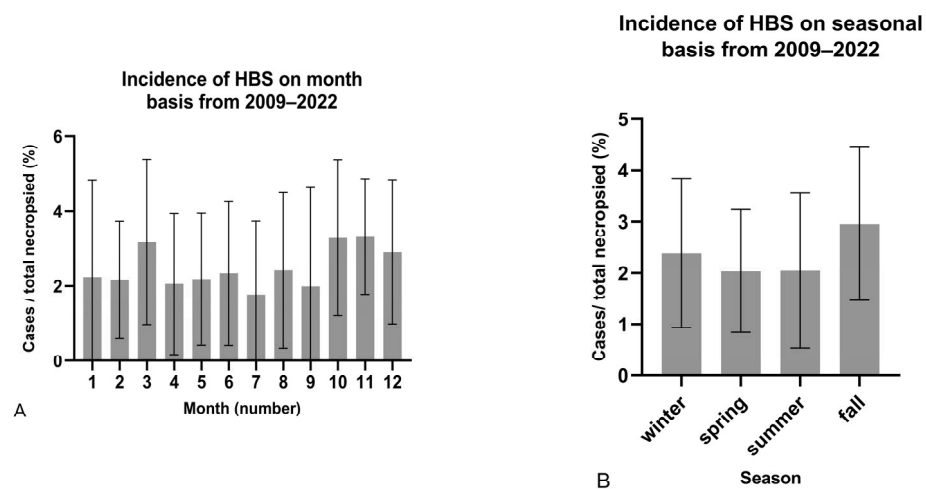 Incidence of HBS on month
basis from 2009–2022
Cases / total necropsied (%)
6
4
2
0
1 2 3 4 5 6 7 8 9 10 11 12
Month (number)
A
Incidence of HBS on seasonal
basis from 2009–2022
Cases/ total necropsied (%)
5
4
3
2
1
0
winter spring summer fall
Season
B